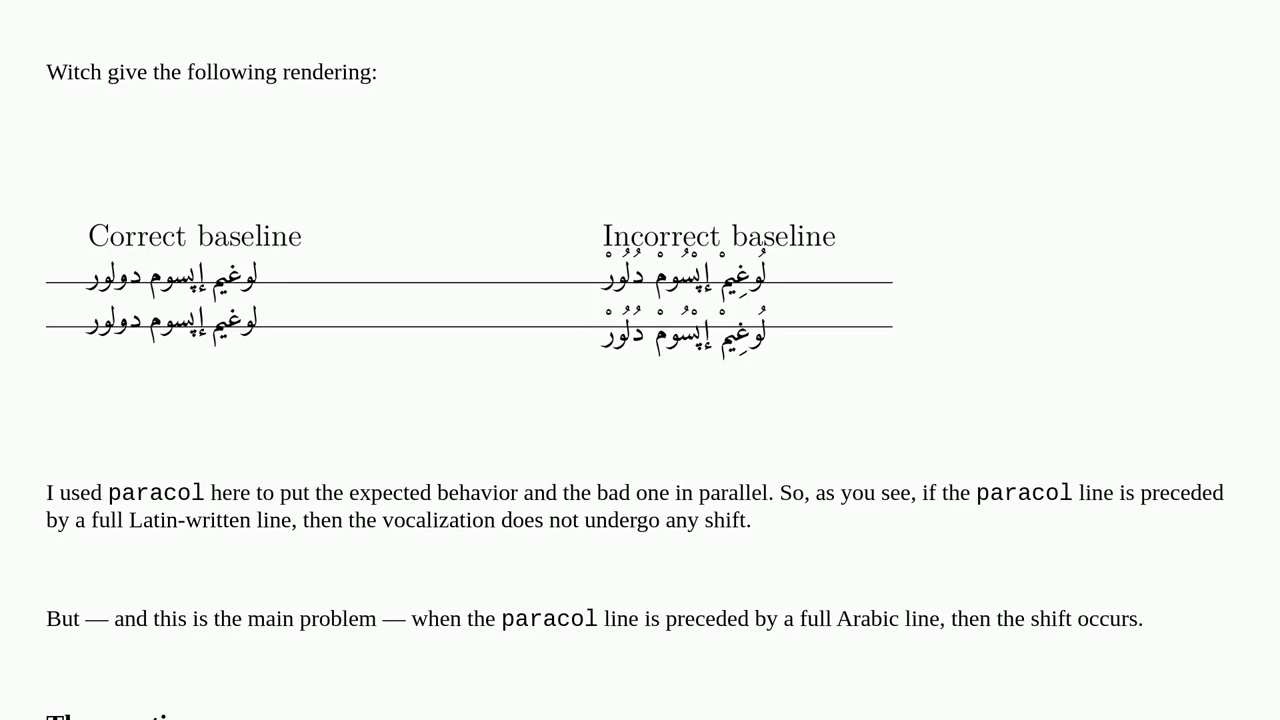 Witch give the following rendering:
Correct baseline
Incorrect baseline
لوغيم إپسوم دولور
لُوغِيمْ إپْسُومْ دُلُورْ
لوغيم إپسوم دولور
لُوغِيمْ إپْسُومْ دُلُورْ
I used paracol here to put the expected behavior and the bad one in parallel. So, as you see, if the paracol line is preceded
by a full Latin-written line, then the vocalization does not undergo any shift.
But — and this is the main problem — when the paracol line is preceded by a full Arabic line, then the shift occurs.